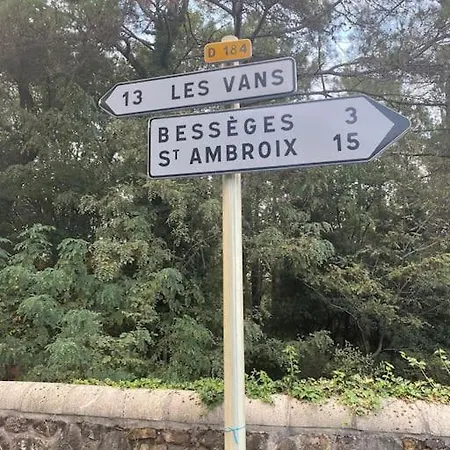 D 184
13 LES VANS
BESSÈGES 3
ST AMBROIX 15